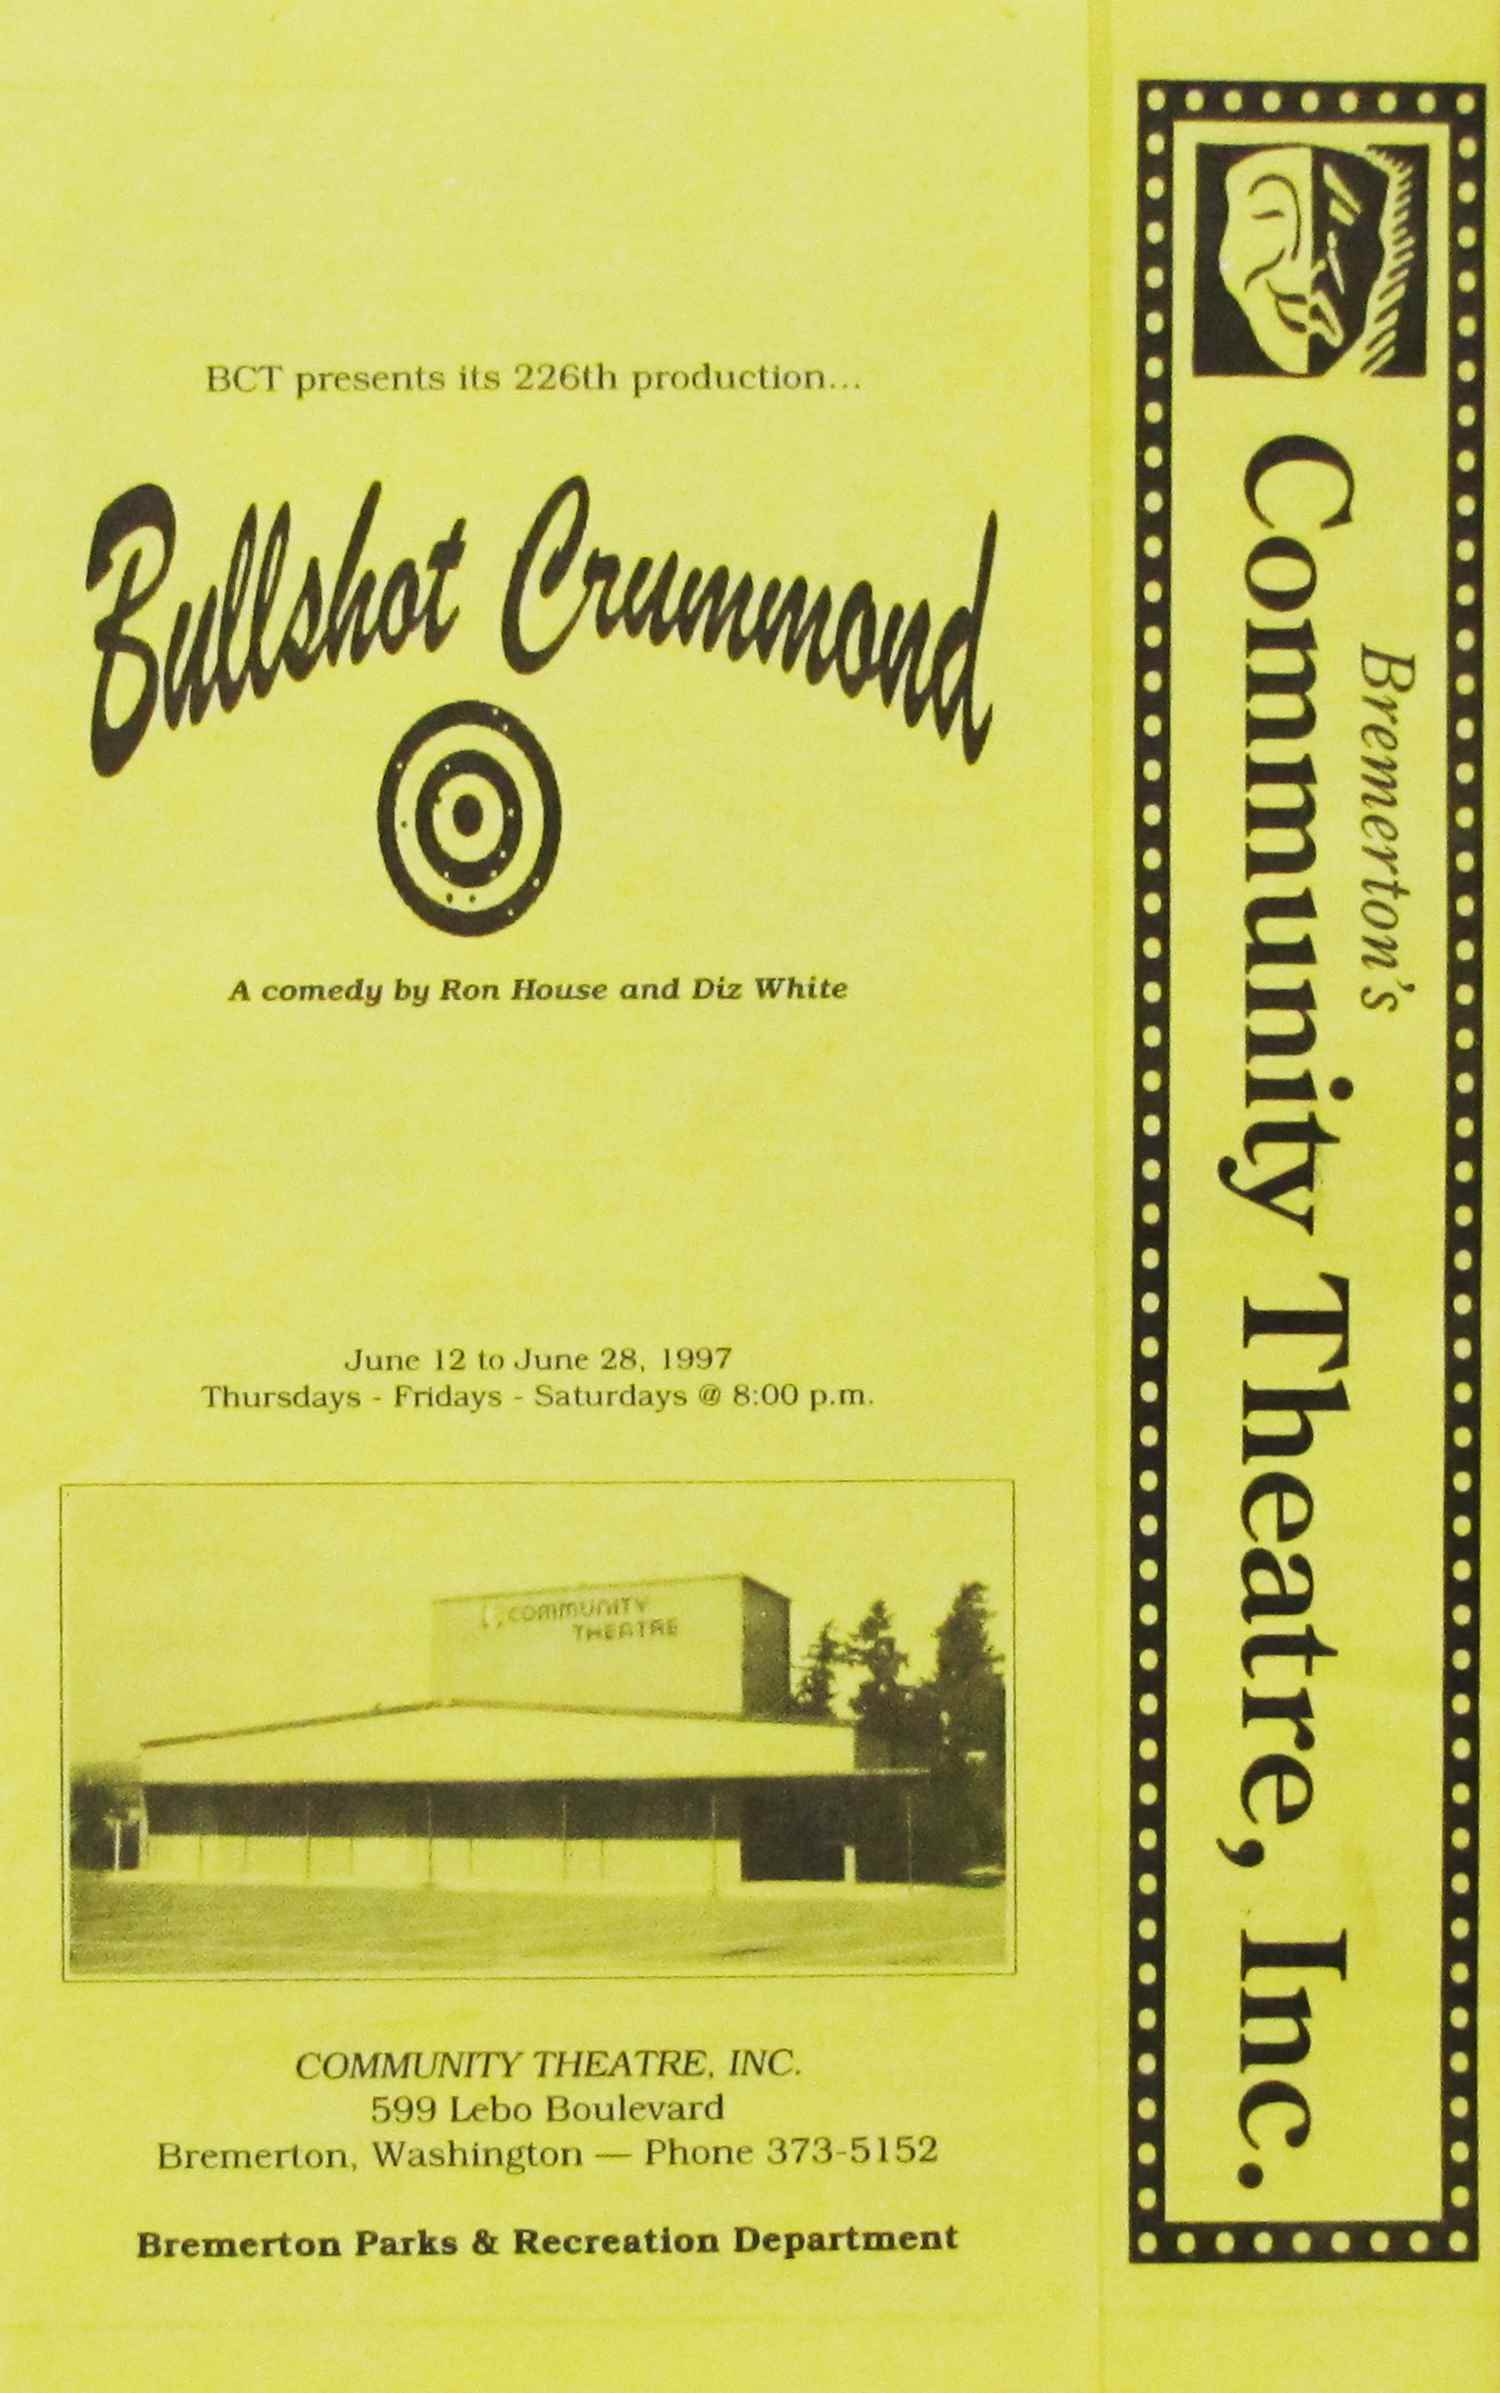 BCT presents its 226th production...
Bullshot Crummond
A comedy by Ron House and Diz White
June 12 to June 28, 1997
Thursdays - Fridays - Saturdays @ 8:00 p.m.
COMMUNITY
THEATRE
COMMUNITY THEATRE, INC.
599 Lebo Boulevard
Bremerton, Washington — Phone 373-5152
Bremerton Parks & Recreation Department
Bremerton's
Community Theatre, Inc.